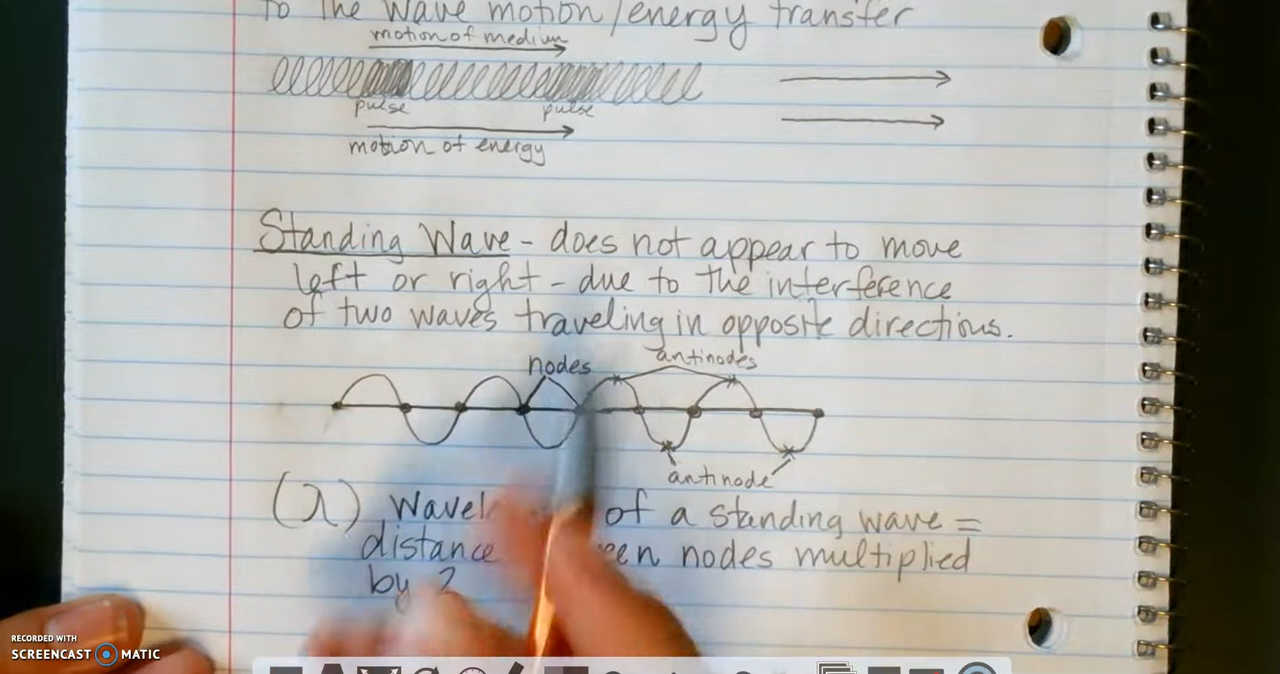 to the wave motion/energy transfer
motion of medium
pulse pulse
motion of energy
Standing Wave - does not appear to move
left or right - due to the interference
of two waves traveling in opposite directions.
antinodes
nodes
antinode
(λ) of a standing wave =
distance nodes multiplied
by 2
RECORDED WITH
SCREENCAST MATIC